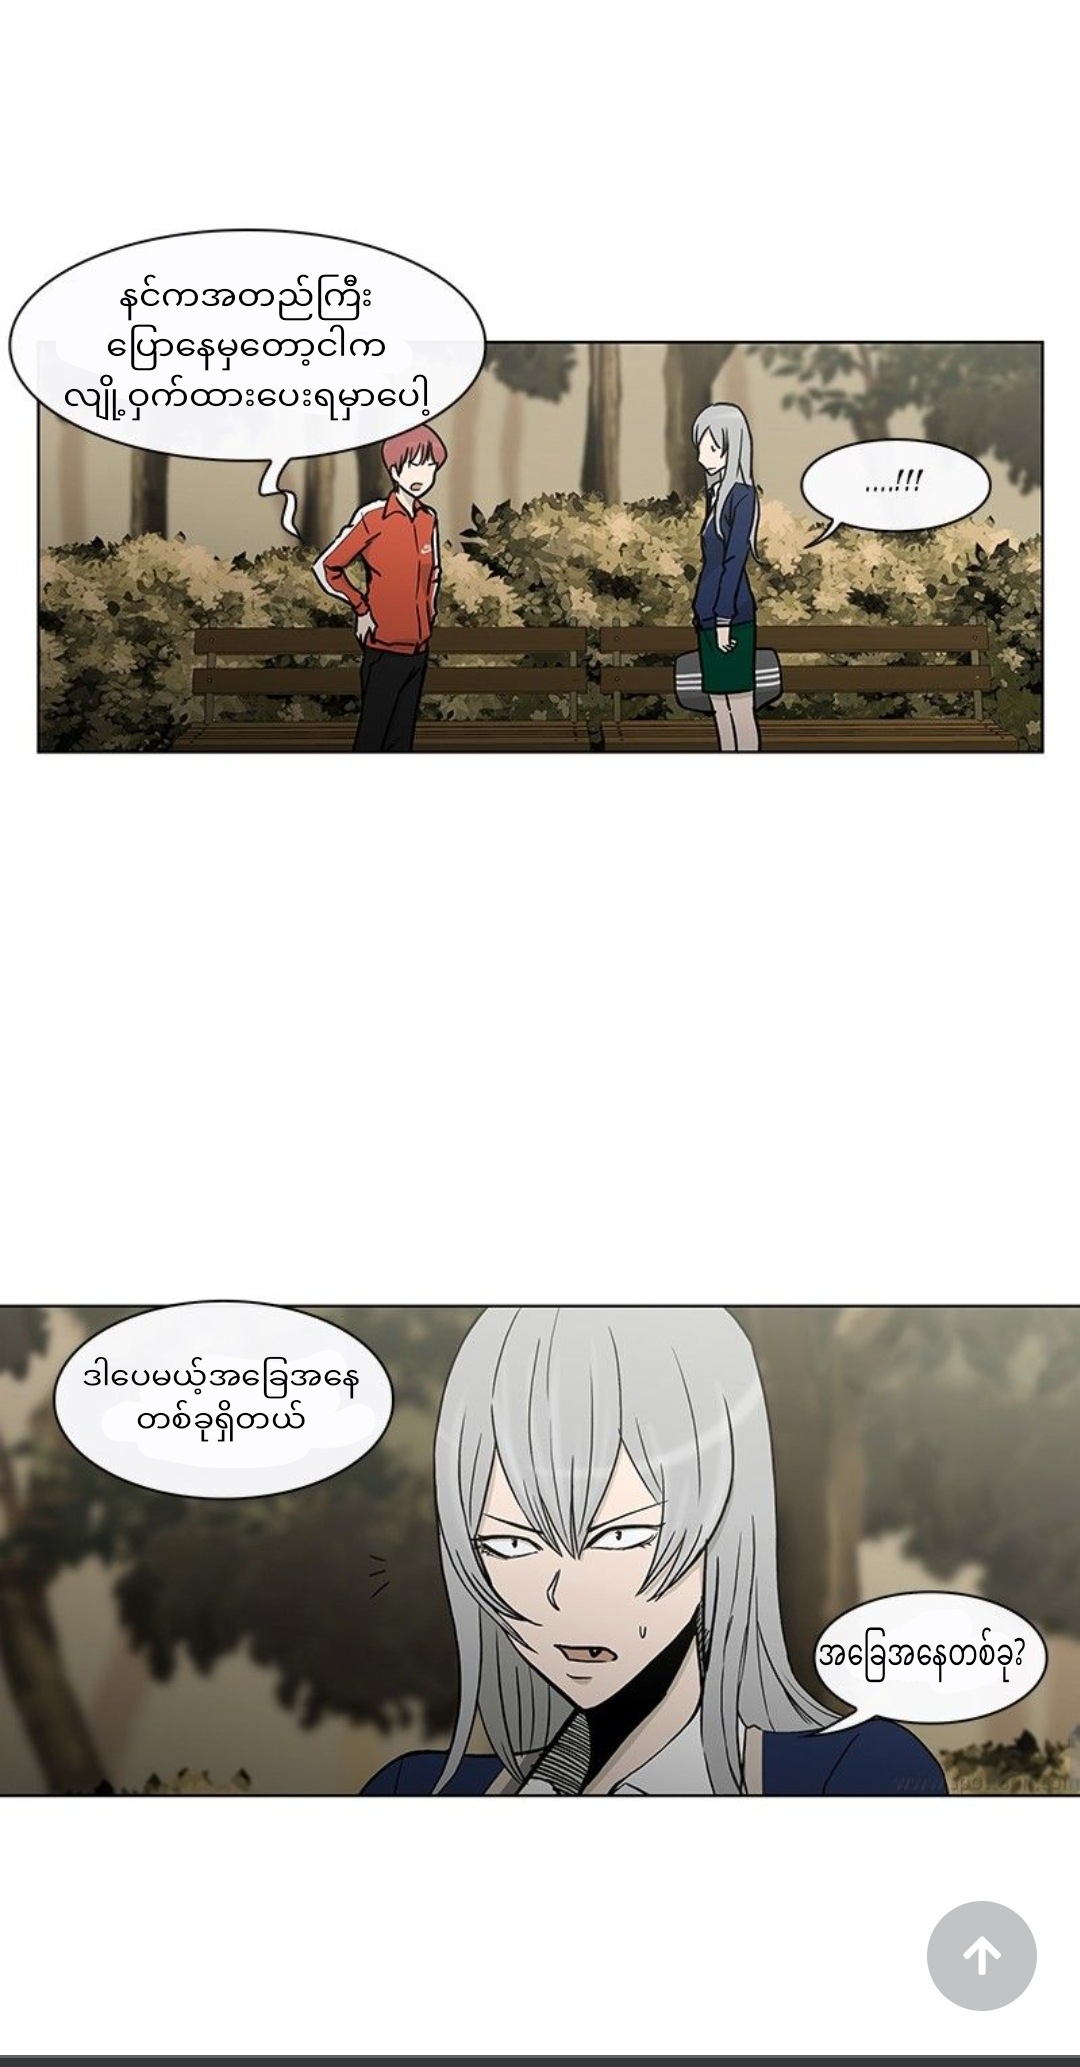 နင်ကအတည်ကြီး
ပြောနေမှတော့ငါက
လျှို့ဝှက်ထားပေးရမှာပေါ့
....!!!
ဒါပေမယ့်အခြေအနေ
တစ်ခုရှိတယ်
အခြေအနေတစ်ခု?